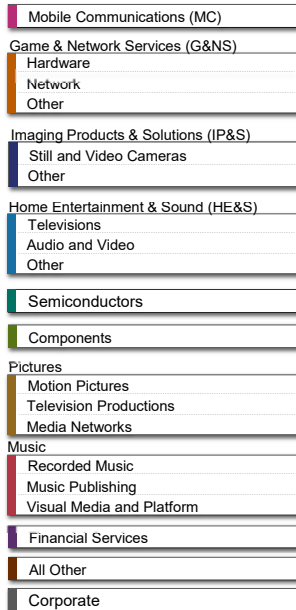 Mobile Communications (MC)
Game & Network Services (G&NS)
Hardware
Network
Other
Imaging Products & Solutions (IP&S)
Still and Video Cameras
Other
Home Entertainment & Sound (HE&S)
Televisions
Audio and Video
Other
Semiconductors
Components
Pictures
Motion Pictures
Television Productions
Media Networks
Music
Recorded Music
Music Publishing
Visual Media and Platform
Financial Services
All Other
Corporate